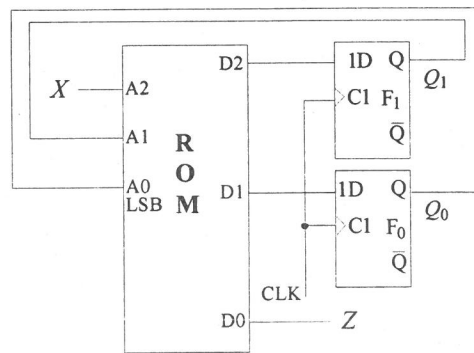 D2
1D Q
Q1
X
A2
C1 F1
A1
Q̅
R
O
M
A0
LSB
D1
1D Q
Q0
C1 F0
Q̅
CLK
D0
Z